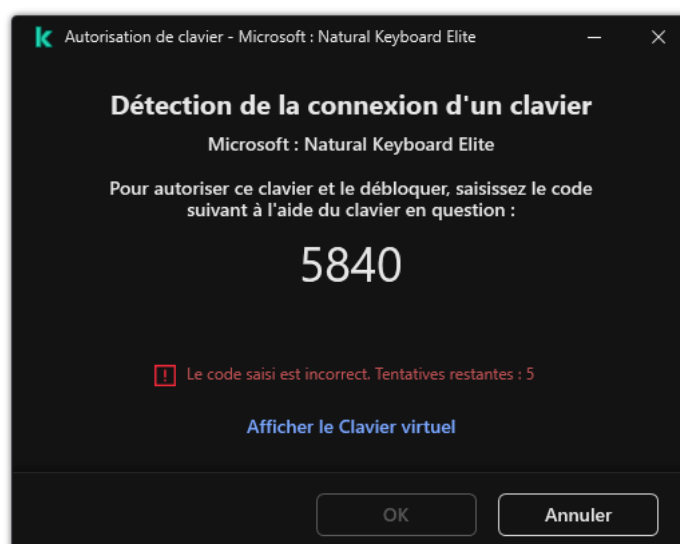 Autorisation de clavier - Microsoft : Natural Keyboard Elite
Détection de la connexion d'un clavier
Microsoft : Natural Keyboard Elite
Pour autoriser ce clavier et le débloquer, saisissez le code
suivant à l'aide du clavier en question :
5840
Le code saisi est incorrect. Tentatives restantes : 5
Afficher le Clavier virtuel
OK
Annuler